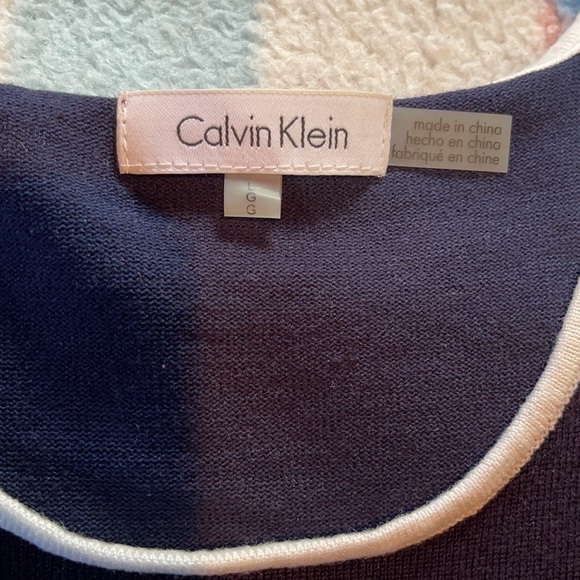 Calvin Klein
made in china
hecho en china
fabriqué en chine
L
G
G